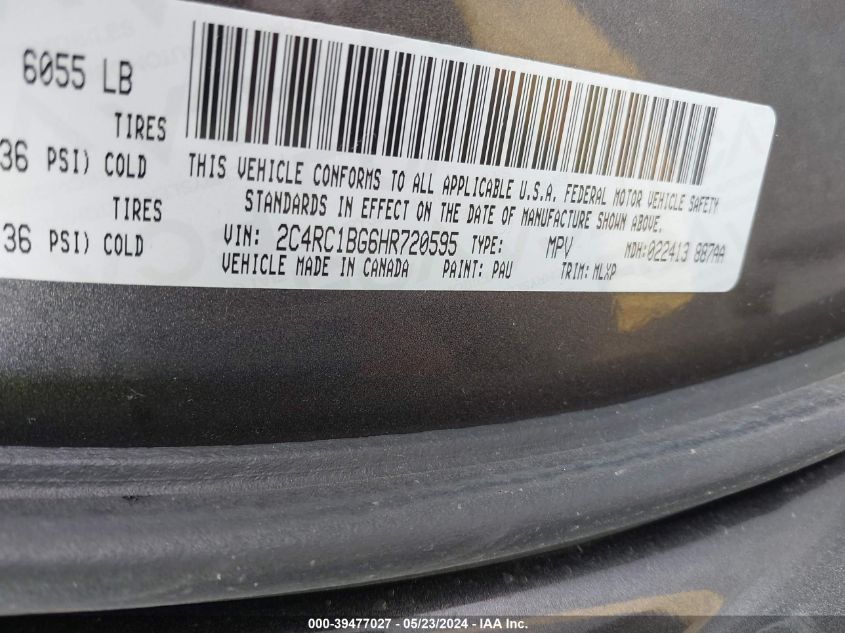 6055 LB
TIRES
36 PSI) COLD
TIRES
36 PSI) COLD
THIS VEHICLE CONFORMS TO ALL APPLICABLE U.S.A. FEDERAL MOTOR VEHICLE SAFETY
STANDARDS IN EFFECT ON THE DATE OF MANUFACTURE SHOWN ABOVE.
VIN: 2C4RC1BG6HR720595 TYPE: MPV MDH:022413 887AA
VEHICLE MADE IN CANADA PAINT: PAU TRIM: MLXP
000-39477027 - 05/23/2024 - IAA Inc.